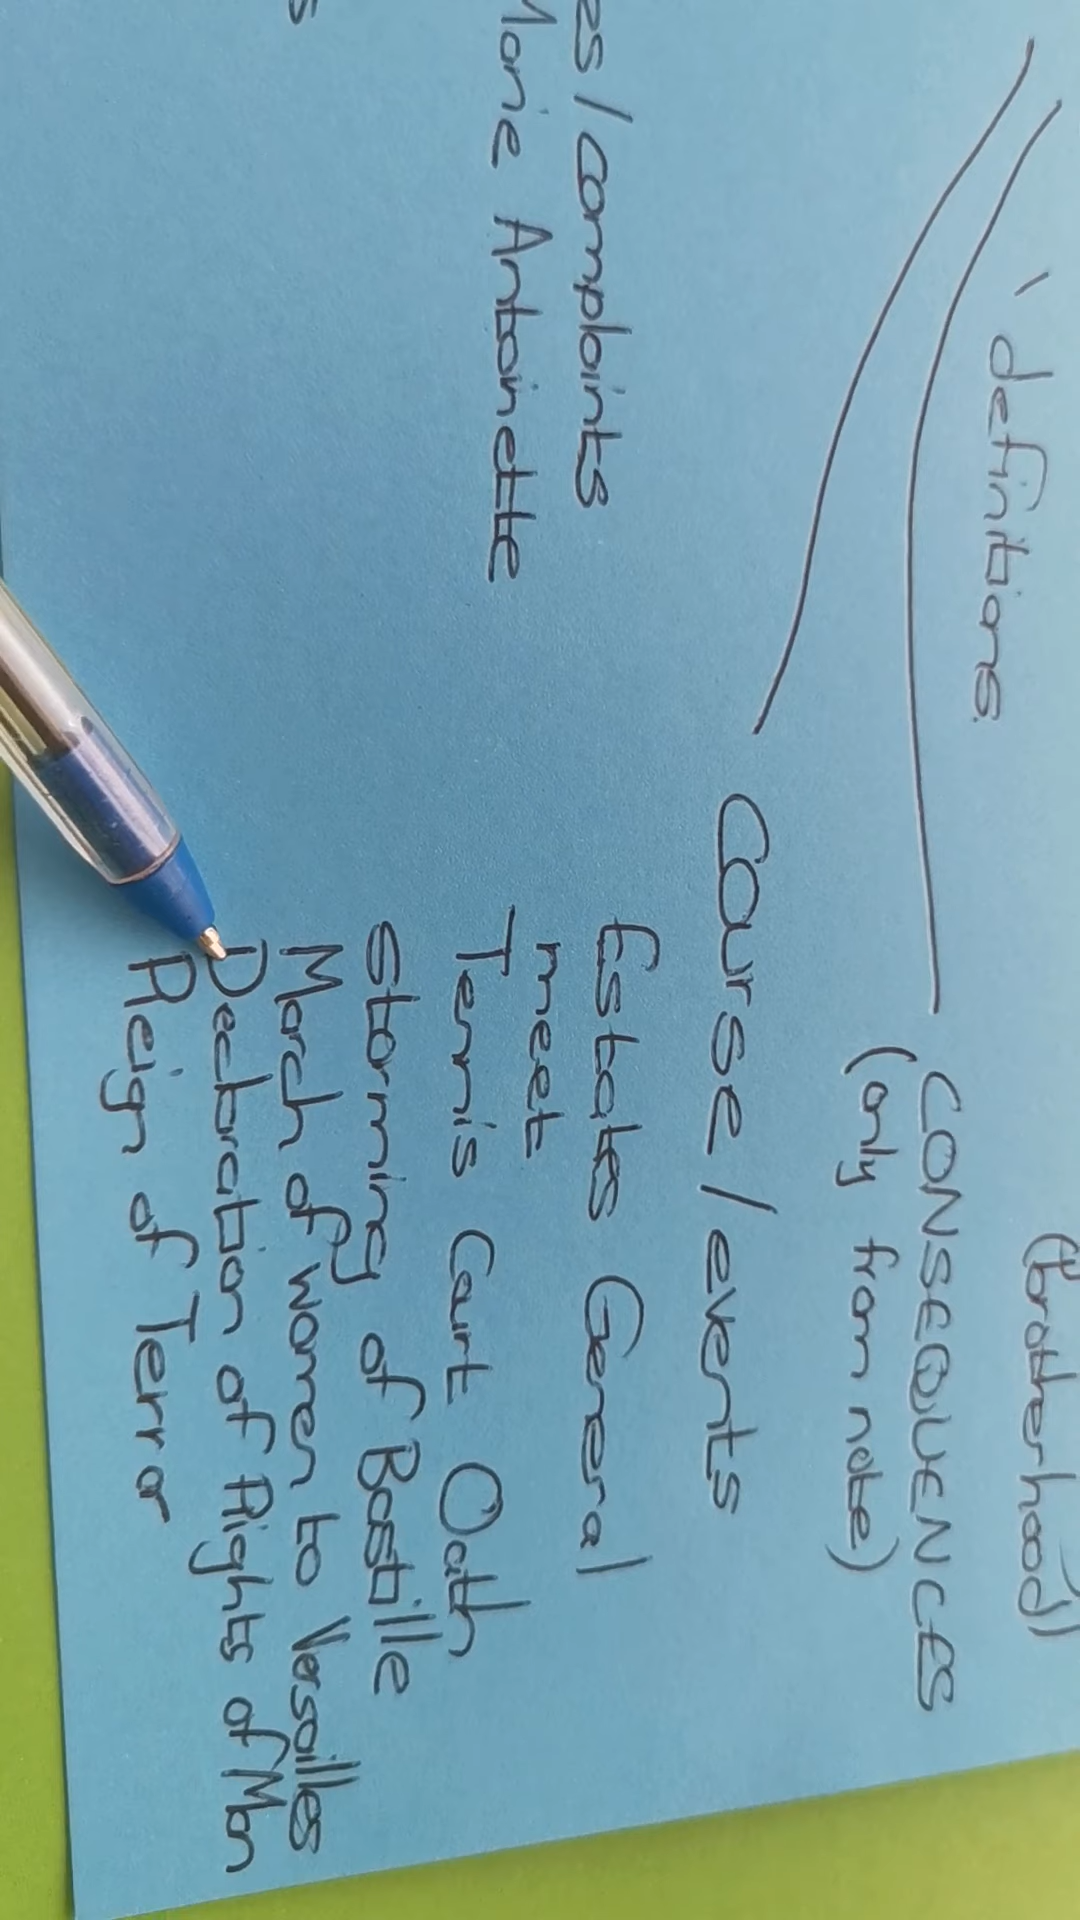 (brotherhood)
definitions
CONSEQUENCES
(only from note)
Course/events
Estates General
meet
Tennis Court Oath
Storming of Bastille
March of women to Versailles
Declaration of Rights of Man
Reign of Terror
/complaints
Marie Antoinette